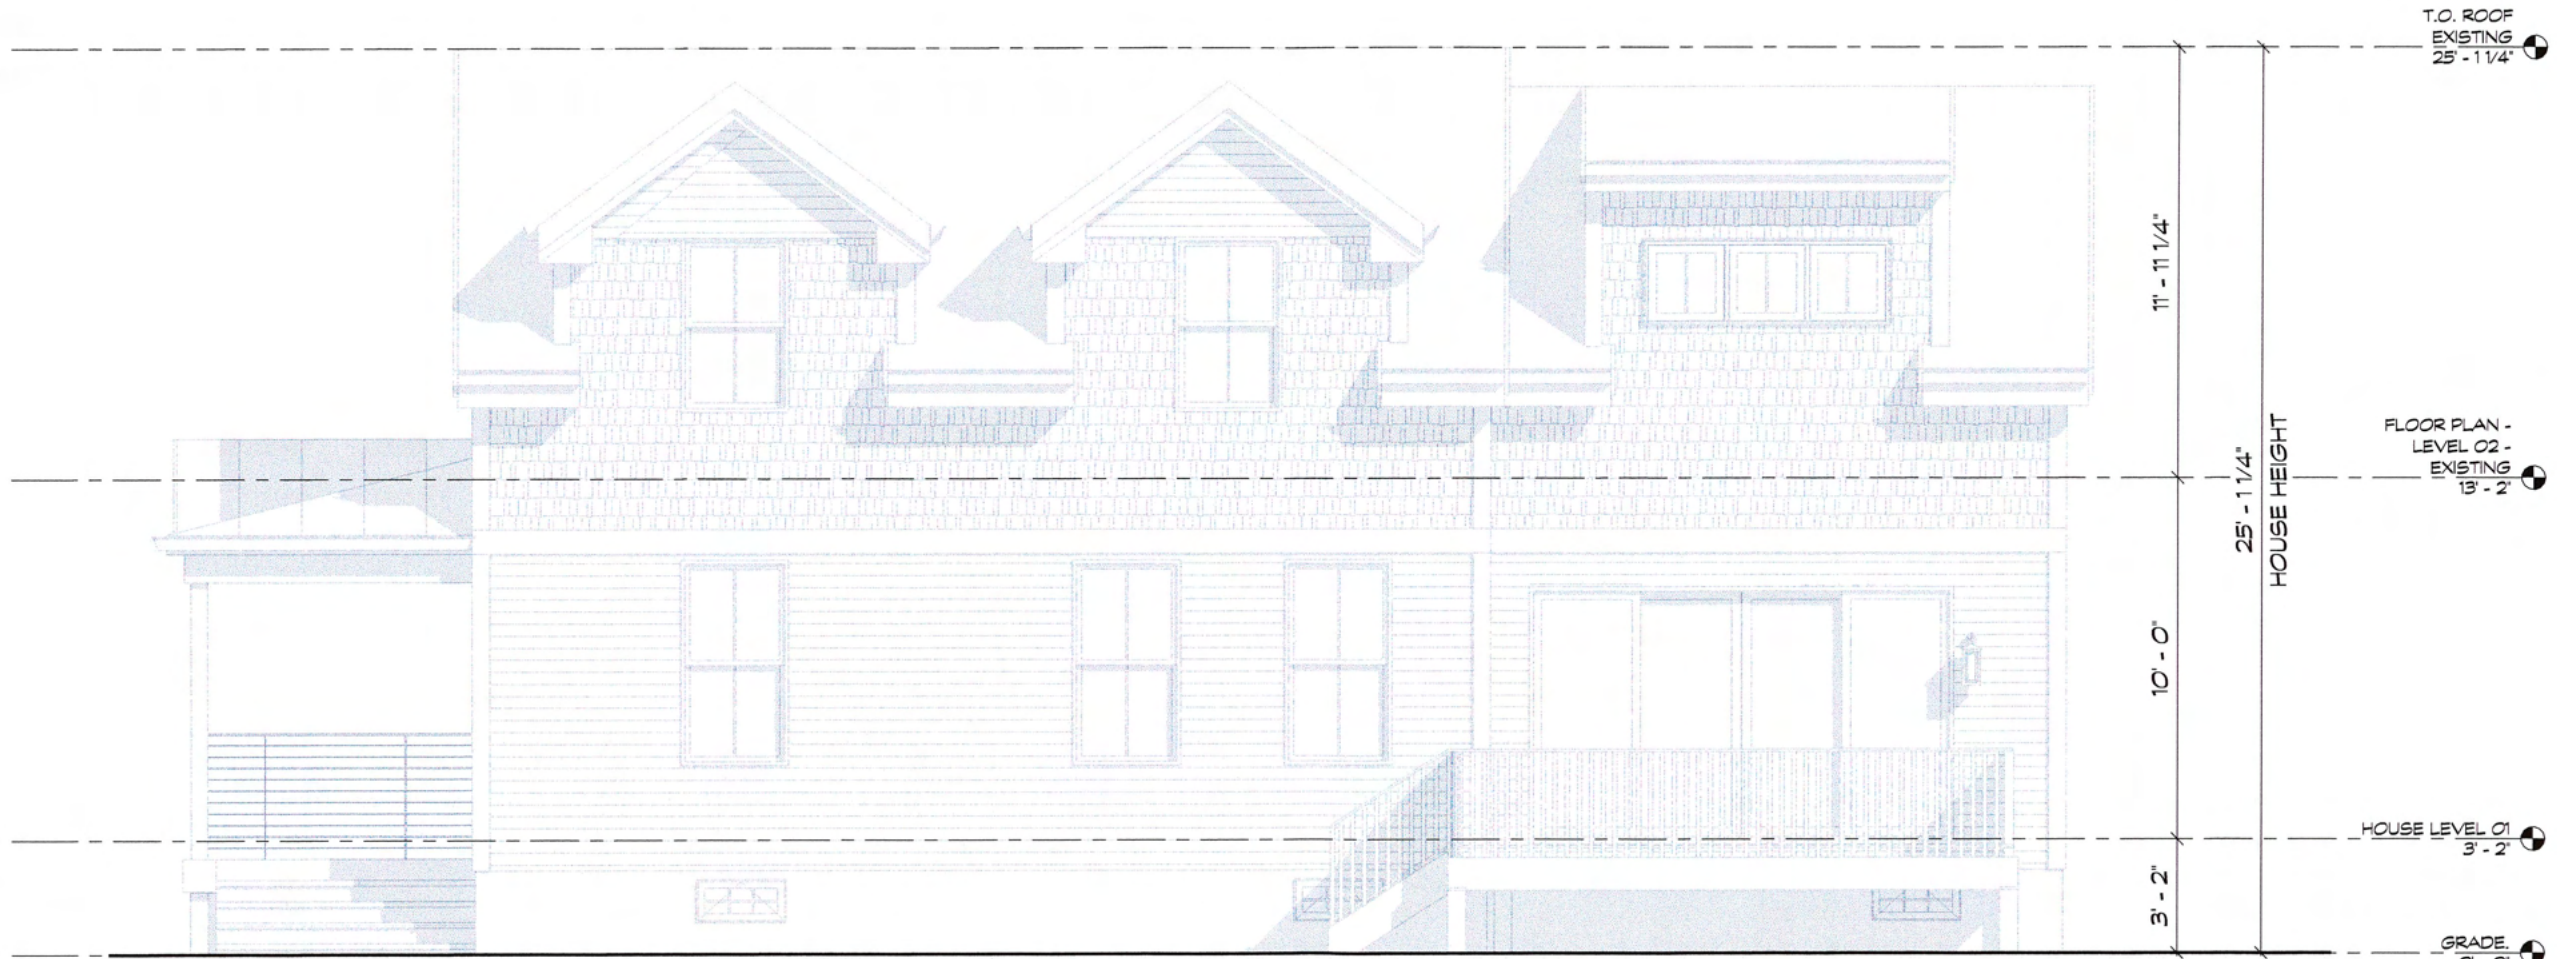 T.O. ROOF
EXISTING
25' - 1 1/4"
11' - 11 1/4"
FLOOR PLAN -
LEVEL 02 -
EXISTING
13' - 2"
25' - 1 1/4"
HOUSE HEIGHT
10' - 0"
HOUSE LEVEL 01
3' - 2"
3' - 2"
GRADE.